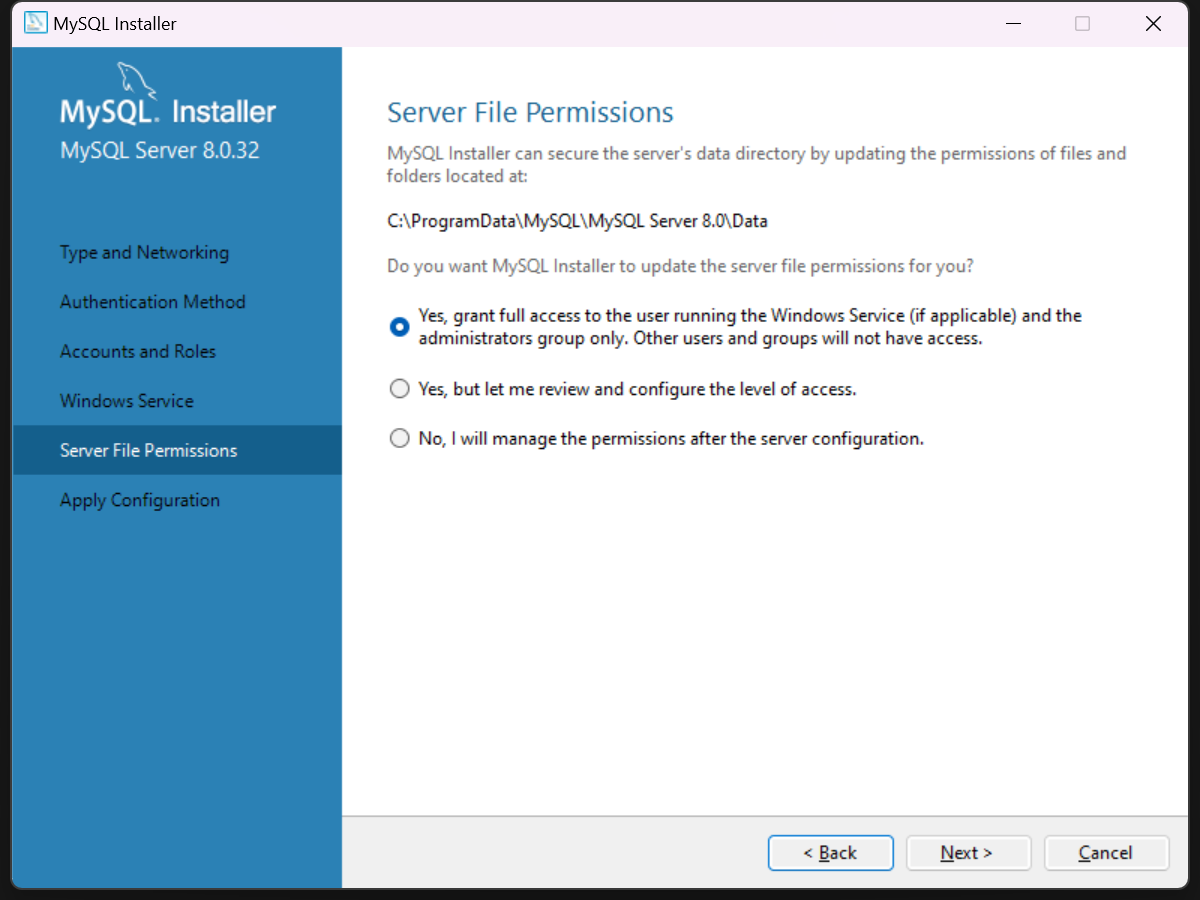 MySQL Installer
MySQL. Installer
MySQL Server 8.0.32
Type and Networking
Authentication Method
Accounts and Roles
Windows Service
Server File Permissions
Apply Configuration
Server File Permissions
MySQL Installer can secure the server's data directory by updating the permissions of files and
folders located at:
C:\ProgramData\MySQL\MySQL Server 8.0\Data
Do you want MySQL Installer to update the server file permissions for you?
Yes, grant full access to the user running the Windows Service (if applicable) and the
administrators group only. Other users and groups will not have access.
Yes, but let me review and configure the level of access.
No, I will manage the permissions after the server configuration.
< Back
Next >
Cancel